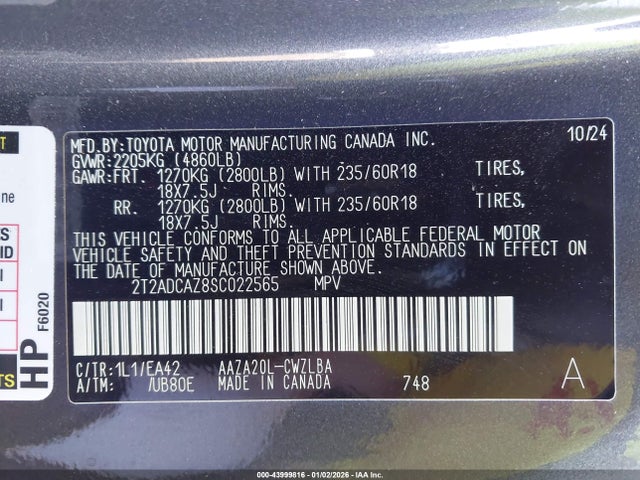 MFD.BY:TOYOTA MOTOR MANUFACTURING CANADA INC. 10/24
GVWR:2205KG (4860LB)
GAWR:FRT. 1270KG (2800LB) WITH 235/60R18 TIRES,
18X7.5J RIMS.
RR. 1270KG (2800LB) WITH 235/60R18 TIRES,
18X7.5J RIMS.
THIS VEHICLE CONFORMS TO ALL APPLICABLE FEDERAL MOTOR
VEHICLE SAFETY AND THEFT PREVENTION STANDARDS IN EFFECT ON
THE DATE OF MANUFACTURE SHOWN ABOVE.
2T2ADCAZ8SC022565 MPV
C/TR:1L1/EA42 AAZA20L-CWZLBA
A/TM: /UB80E MADE IN CANADA 748 A
HP F6020
000-43999816 - 01/02/2026 - IAA Inc.